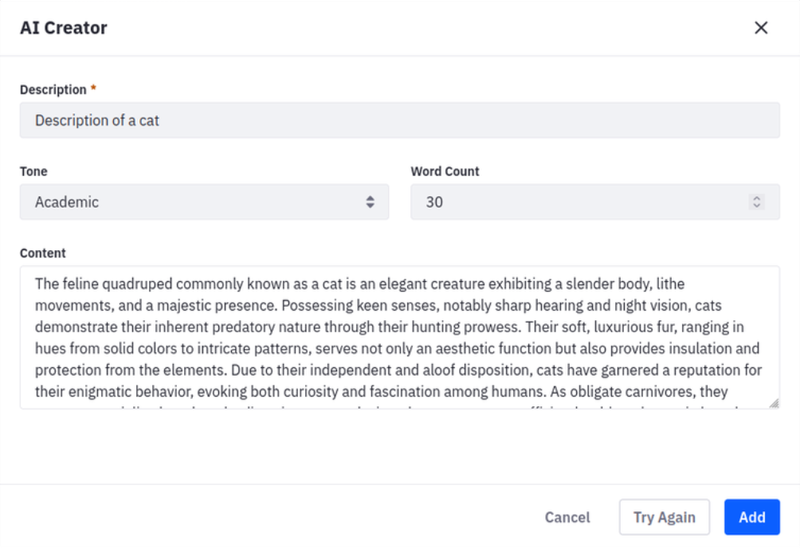 AI Creator
Description *
Description of a cat
Tone
Word Count
Academic
30
Content
The feline quadruped commonly known as a cat is an elegant creature exhibiting a slender body, lithe
movements, and a majestic presence. Possessing keen senses, notably sharp hearing and night vision, cats
demonstrate their inherent predatory nature through their hunting prowess. Their soft, luxurious fur, ranging in
hues from solid colors to intricate patterns, serves not only an aesthetic function but also provides insulation and
protection from the elements. Due to their independent and aloof disposition, cats have garnered a reputation for
their enigmatic behavior, evoking both curiosity and fascination among humans. As obligate carnivores, they
Cancel
Try Again
Add